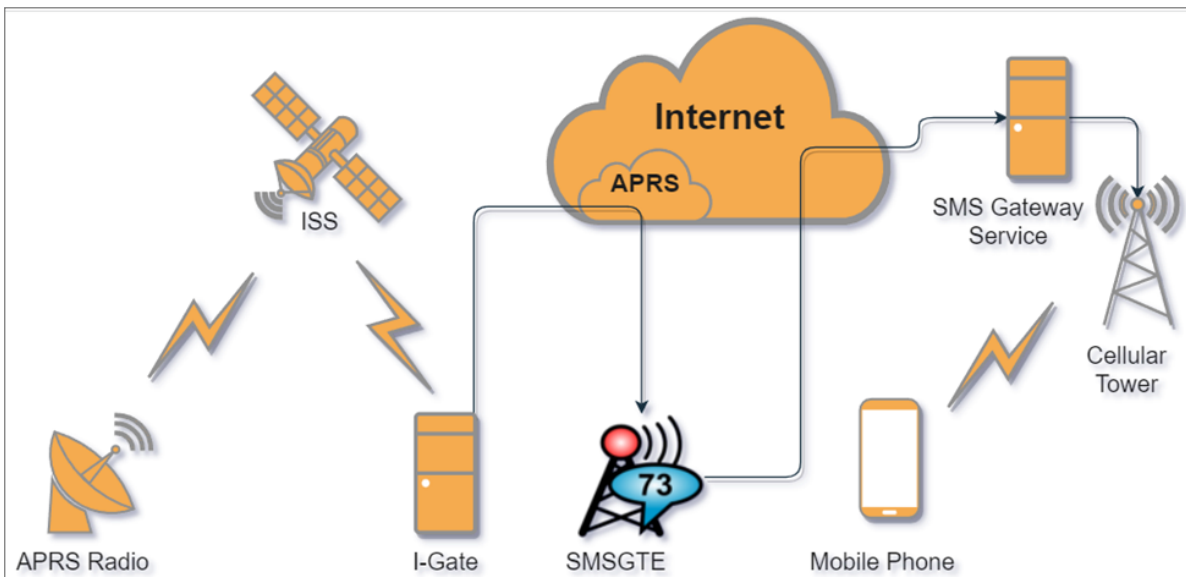 Internet
APRS
ISS
SMS Gateway
Service
Cellular
Tower
73
APRS Radio
I-Gate
SMSGTE
Mobile Phone